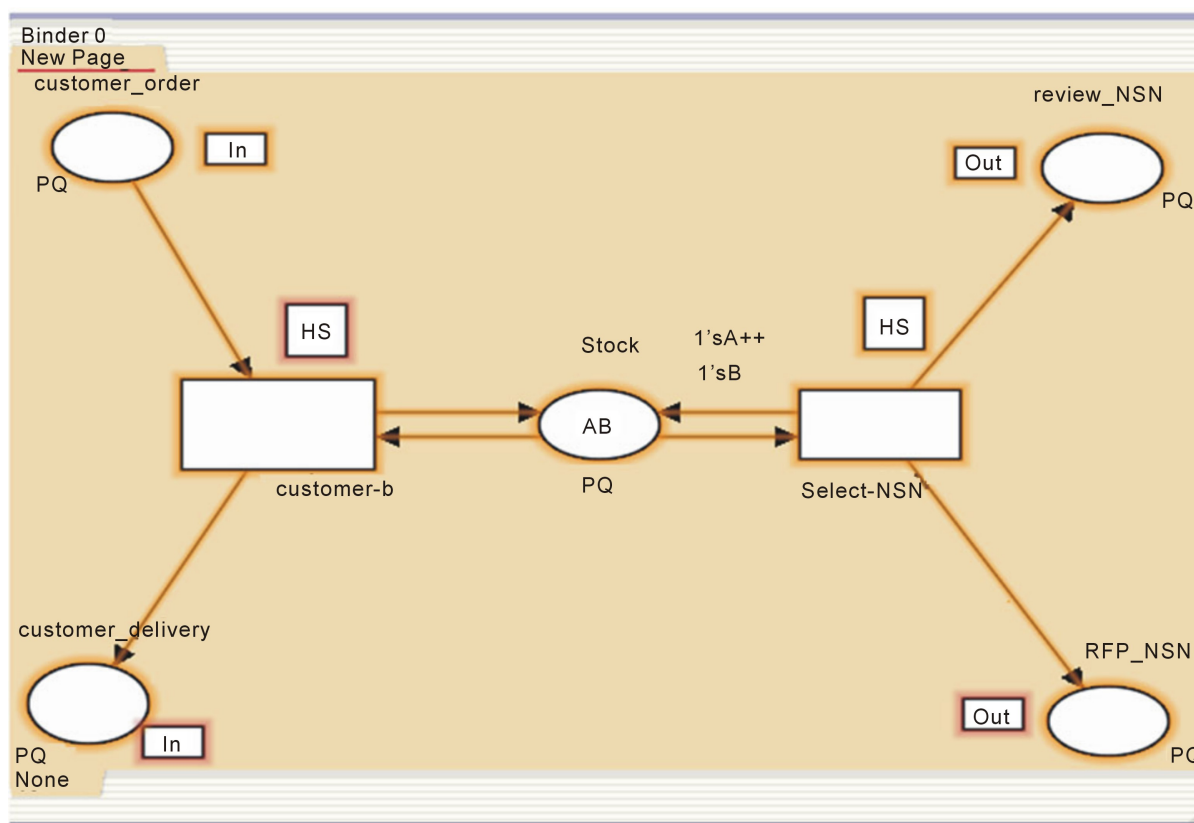 Binder 0
New Page
customer_order
review_NSN
In
Out
PQ
PQ
HS
HS
Stock
1'sA++
1'sB
AB
customer-b
PQ
Select-NSN
customer_delivery
RFP_NSN
In
Out
PQ
None